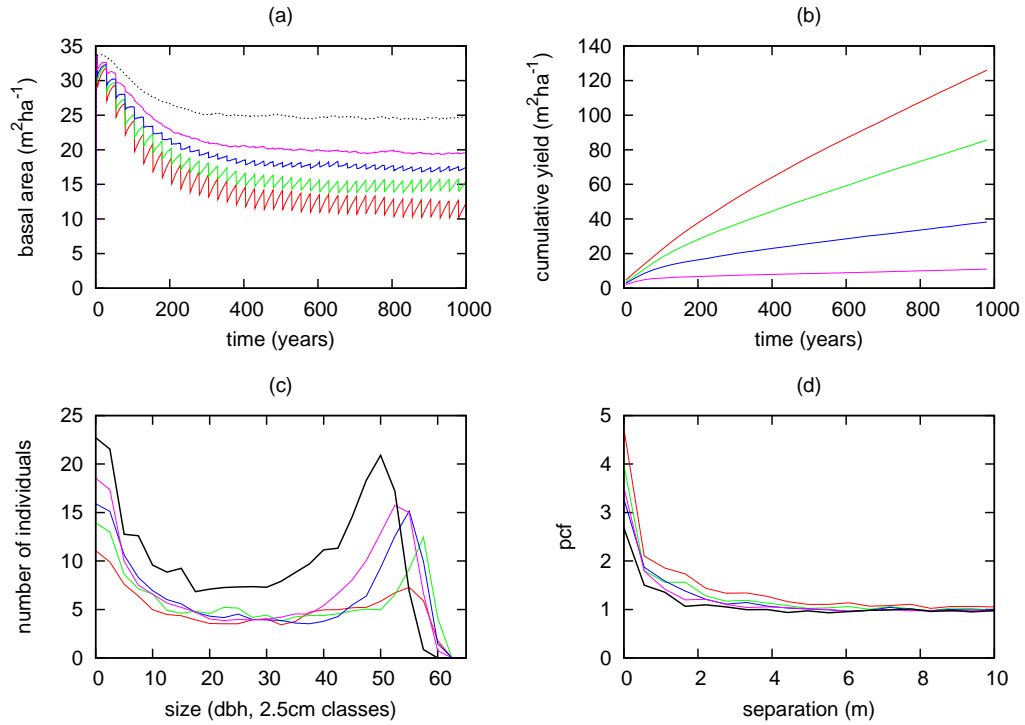 (a)
basal area (m²ha⁻¹)
35
30
25
20
15
10
5
0
0 200 400 600 800 1000
time (years)
(b)
cumulative yield (m²ha⁻¹)
140
120
100
80
60
40
20
0
0 200 400 600 800 1000
time (years)
(c)
number of individuals
25
20
15
10
5
0
0 10 20 30 40 50 60
size (dbh, 2.5cm classes)
(d)
pcf
5
4
3
2
1
0
0 2 4 6 8 10
separation (m)